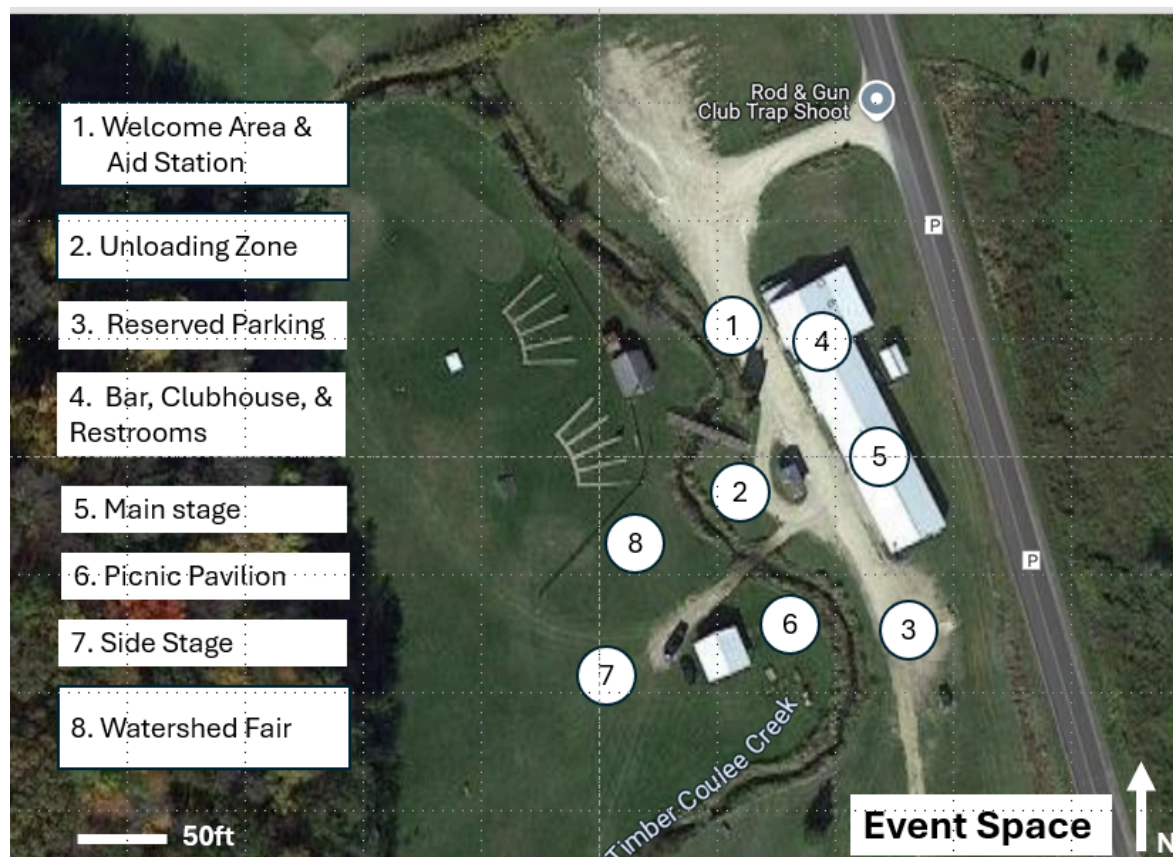 1. Welcome Area &
Aid Station
2. Unloading Zone
3. Reserved Parking
4. Bar, Clubhouse, &
Restrooms
5. Main stage
6. Picnic Pavilion
7. Side Stage
8. Watershed Fair
50ft
Rod & Gun
Club Trap Shoot
P
1
4
5
2
8
P
6
3
7
Timber Coulee Creek
Event Space
N